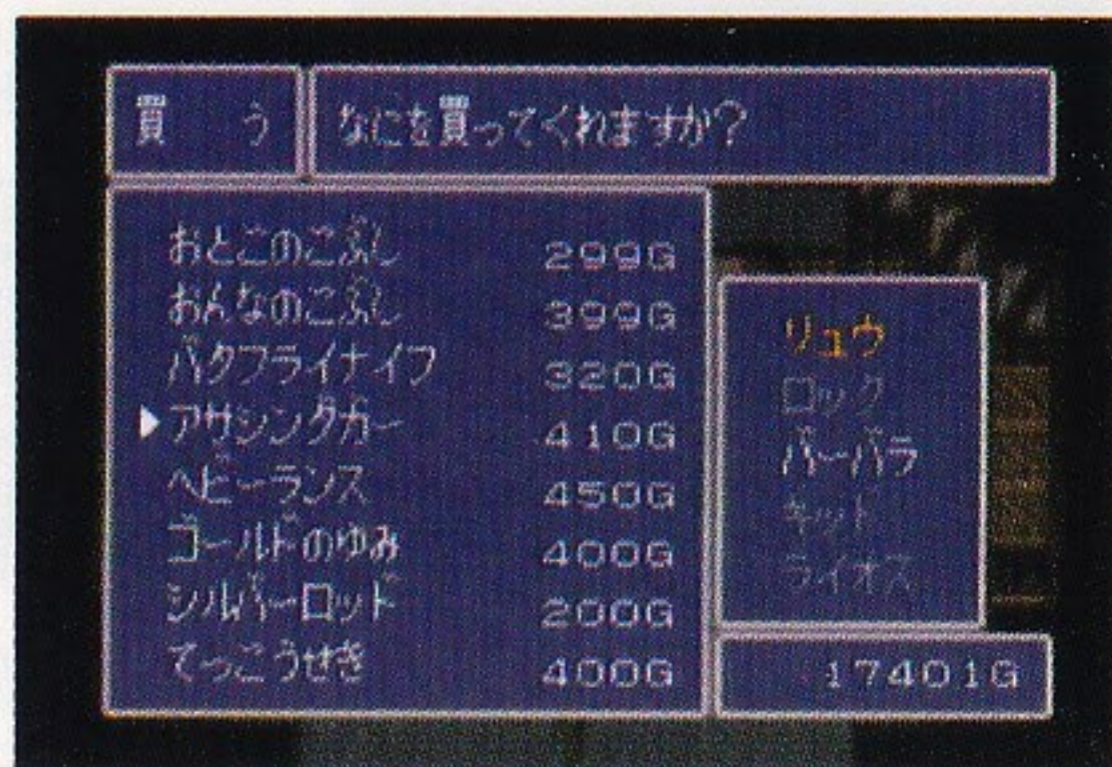 買　う
なにを買ってくれますか?
おとこのこぶし 299G
おんなのこぶし 399G
バタフライナイフ 320G
▶アサシンダガー 410G
ヘビーランス 450G
ゴールドのゆみ 400G
シルバーロッド 200G
てっこうせき 400G
リュウ
ロック
バーバラ
キッド
ライオス
17401G